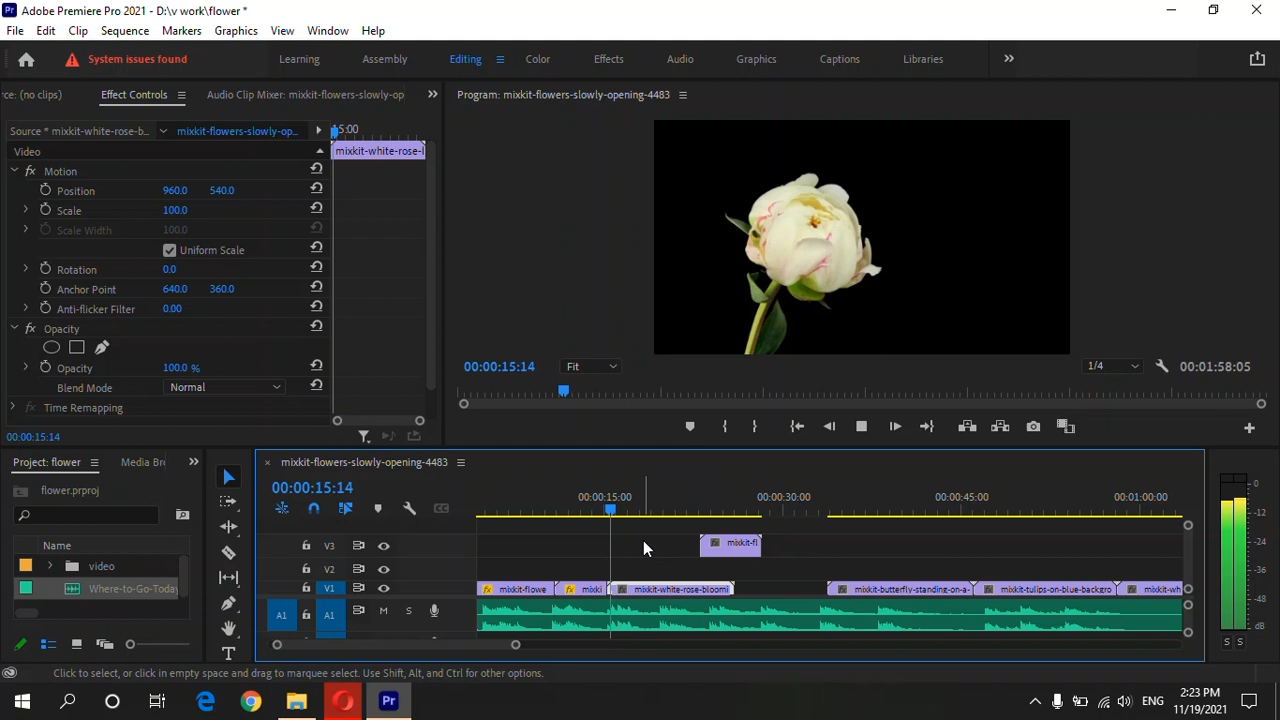 Adobe Premiere Pro 2021 - D:\v work\flower *
File Edit Clip Sequence Markers Graphics View Window Help
System issues found Learning Assembly Editing Color Effects Audio Graphics Captions Libraries
rce: (no clips) Effect Controls Audio Clip Mixer: mixkit-flowers-slowly-op
Program: mixkit-flowers-slowly-opening-4483
Source * mixkit-white-rose-b... mixkit-flowers-slowly-op... 15:00
Video mixkit-white-rose-l
Motion
Position 960.0 540.0
Scale 100.0
Scale Width 100.0
Uniform Scale
Rotation 0.0
Anchor Point 640.0 360.0
Anti-flicker Filter 0.00
Opacity
Opacity 100.0 %
Blend Mode Normal
Time Remapping
00:00:15:14
00:00:15:14 Fit 1/4 00:01:58:05
Project: flower Media Bro
flower.prproj
Name
video
Where-to-Go-Today
mixkit-flowers-slowly-opening-4483
00:00:15:14
00:00:15:00 00:00:30:00 00:00:45:00 00:01:00:00
V3 mixkit-fl
V2
V1 mixkit-flowe mixki mixkit-white-rose-bloomi mixkit-butterfly-standing-on-a- mixkit-tulips-on-blue-backgro mixkit-wh
A1 A1 M S
0
-12
-24
-36
-48
dB
S S
Click to select, or click in empty space and drag to marquee select. Use Shift, Alt, and Ctrl for other options.
ENG
2:23 PM
11/19/2021